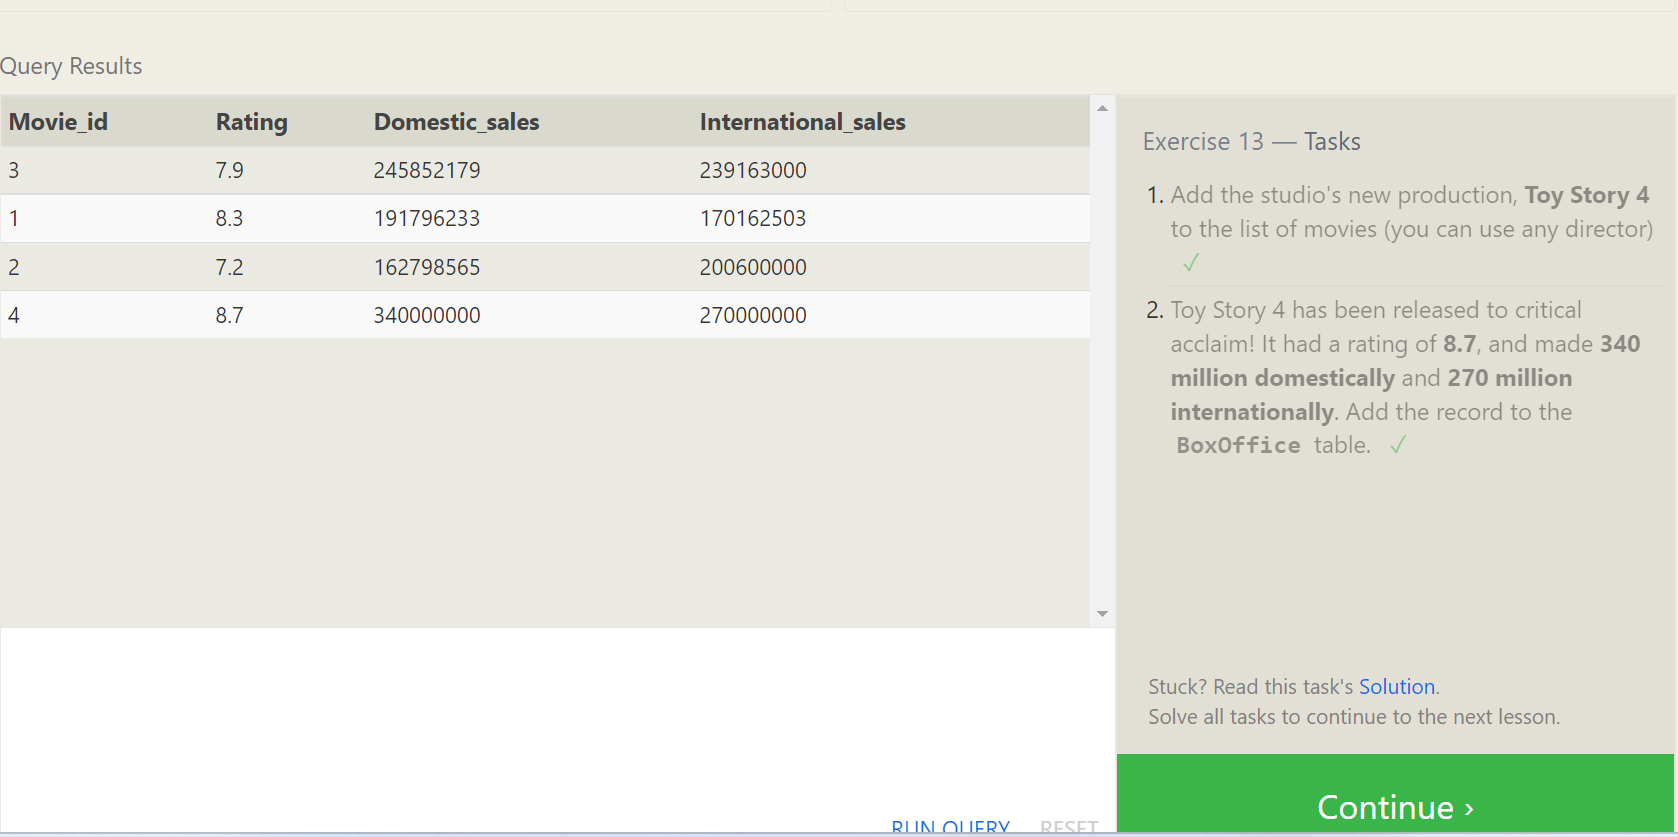 Query Results
Movie_id Rating Domestic_sales International_sales
3 7.9 245852179 239163000
1 8.3 191796233 170162503
2 7.2 162798565 200600000
4 8.7 340000000 270000000
RUN QUERY RESET
Exercise 13 — Tasks
1. Add the studio's new production, Toy Story 4
to the list of movies (you can use any director)
✓
2. Toy Story 4 has been released to critical
acclaim! It had a rating of 8.7, and made 340
million domestically and 270 million
internationally. Add the record to the
BoxOffice table. ✓
Stuck? Read this task's Solution.
Solve all tasks to continue to the next lesson.
Continue ›